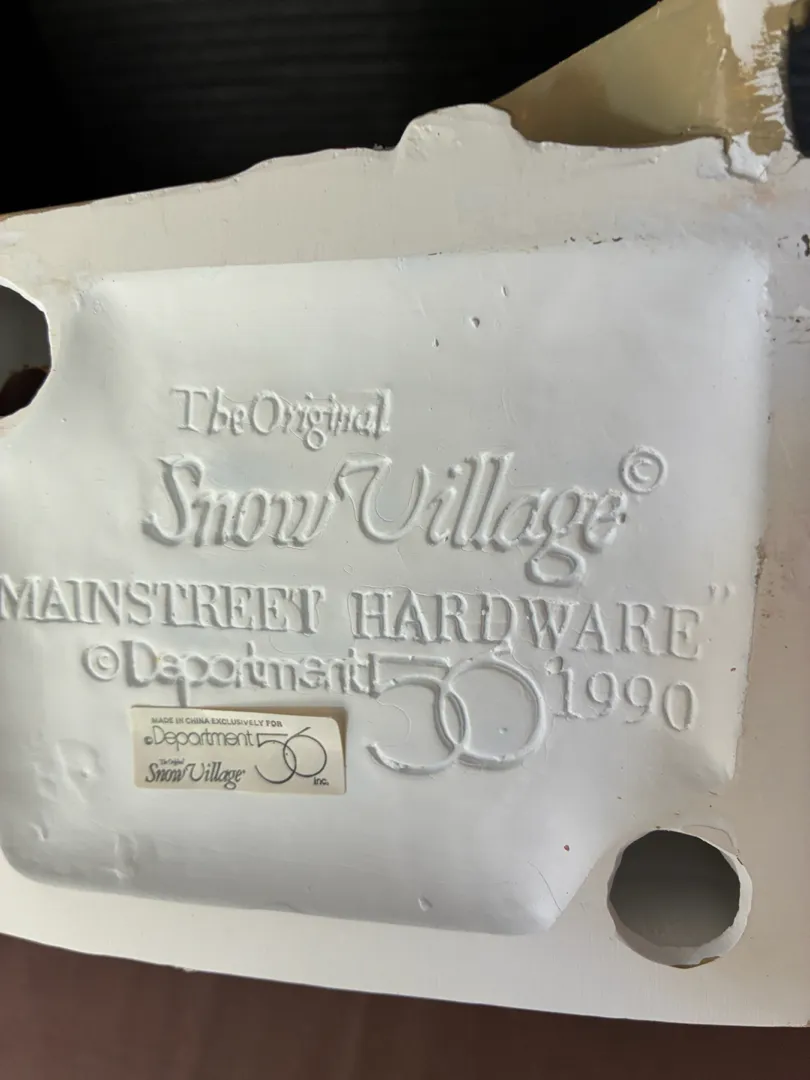 The Original
Snow Village ©
MAINSTREET HARDWARE"
© Department 56 1990
MADE IN CHINA EXCLUSIVELY FOR
©Department 56
The Original
Snow Village®
inc.